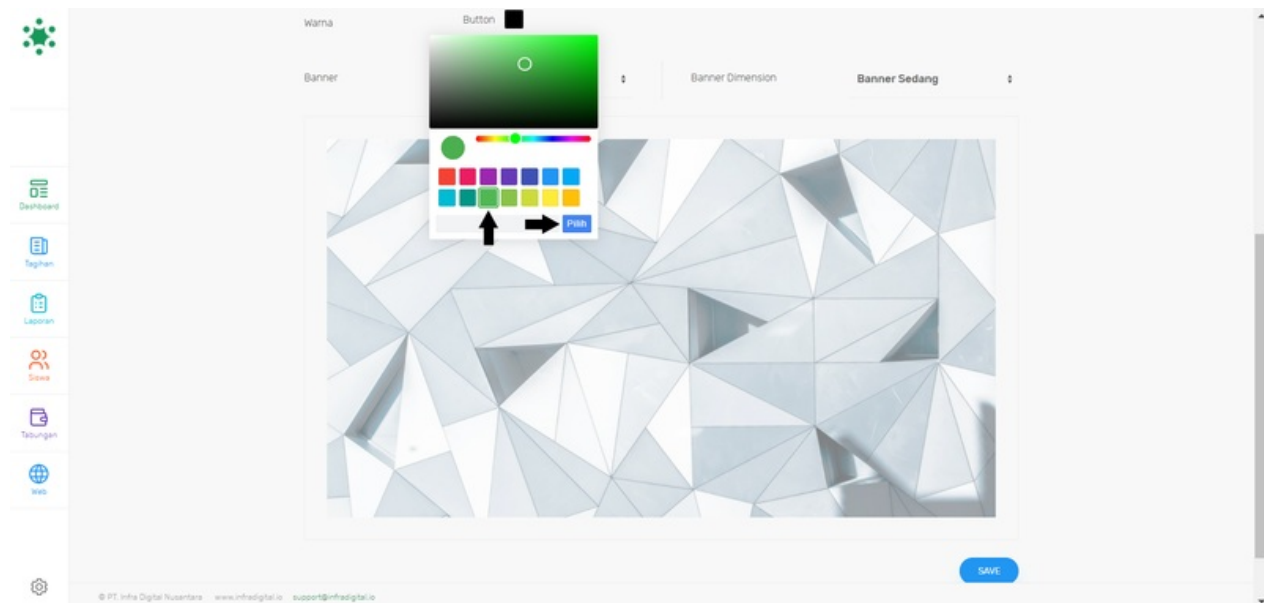 Warna
Button
Banner
Banner Dimension
Banner Sedang
Pilih
Dashboard
Tagihan
Laporan
Siswa
Tabungan
Web
SAVE
© PT. Infra Digital Nusantara www.infradigital.io support@infradigital.io